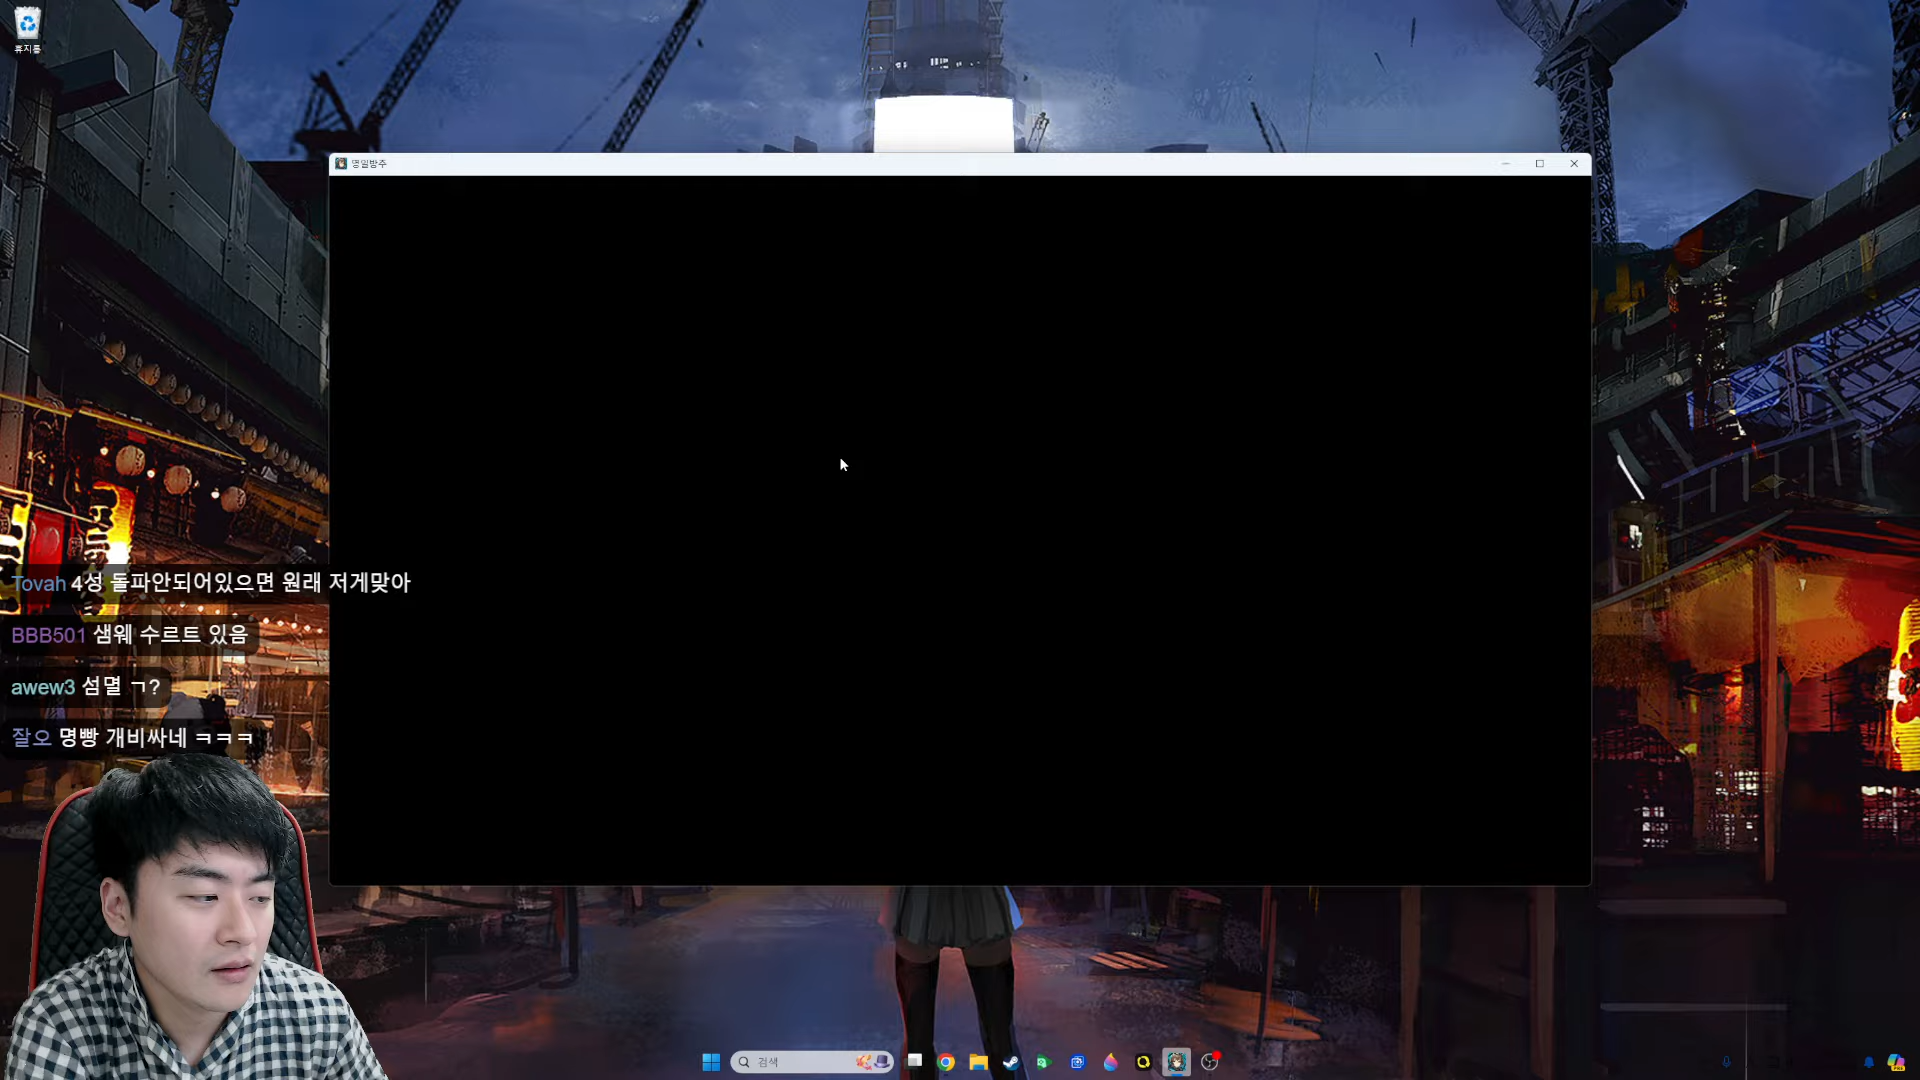 휴지통
명일방주
Tovah 4성 돌파안되어있으면 원래 저게맞아
BBB501 샘웨 수르트 있음
awew3 섬멸 ㄱ?
잘오 명빵 개비싸네 ㅋㅋㅋ
검색